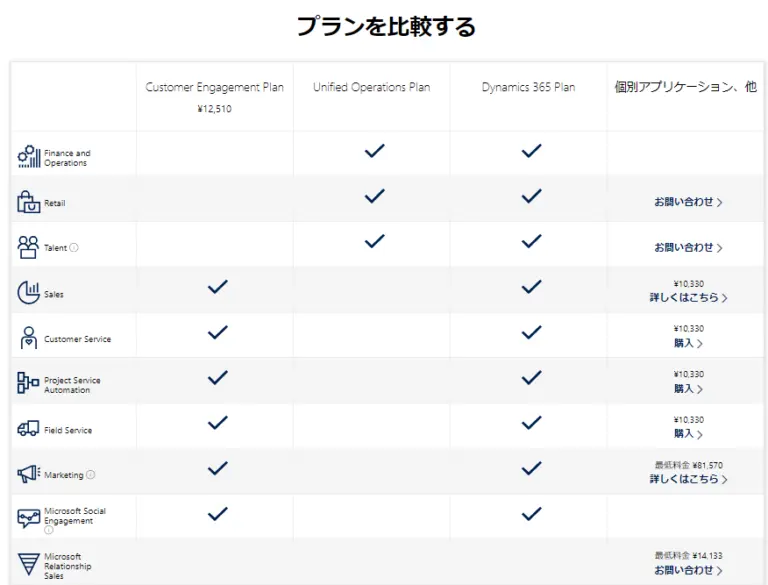 プランを比較する
Customer Engagement Plan
¥12,510
Unified Operations Plan
Dynamics 365 Plan
個別アプリケーション、他
Finance and
Operations
Retail
お問い合わせ
Talent
お問い合わせ
Sales
¥10,330
詳しくはこちら
Customer Service
¥10,330
購入
Project Service
Automation
¥10,330
購入
Field Service
¥10,330
購入
Marketing
最低料金 ¥81,570
詳しくはこちら
Microsoft Social
Engagement
Microsoft
Relationship
Sales
最低料金 ¥14,133
お問い合わせ